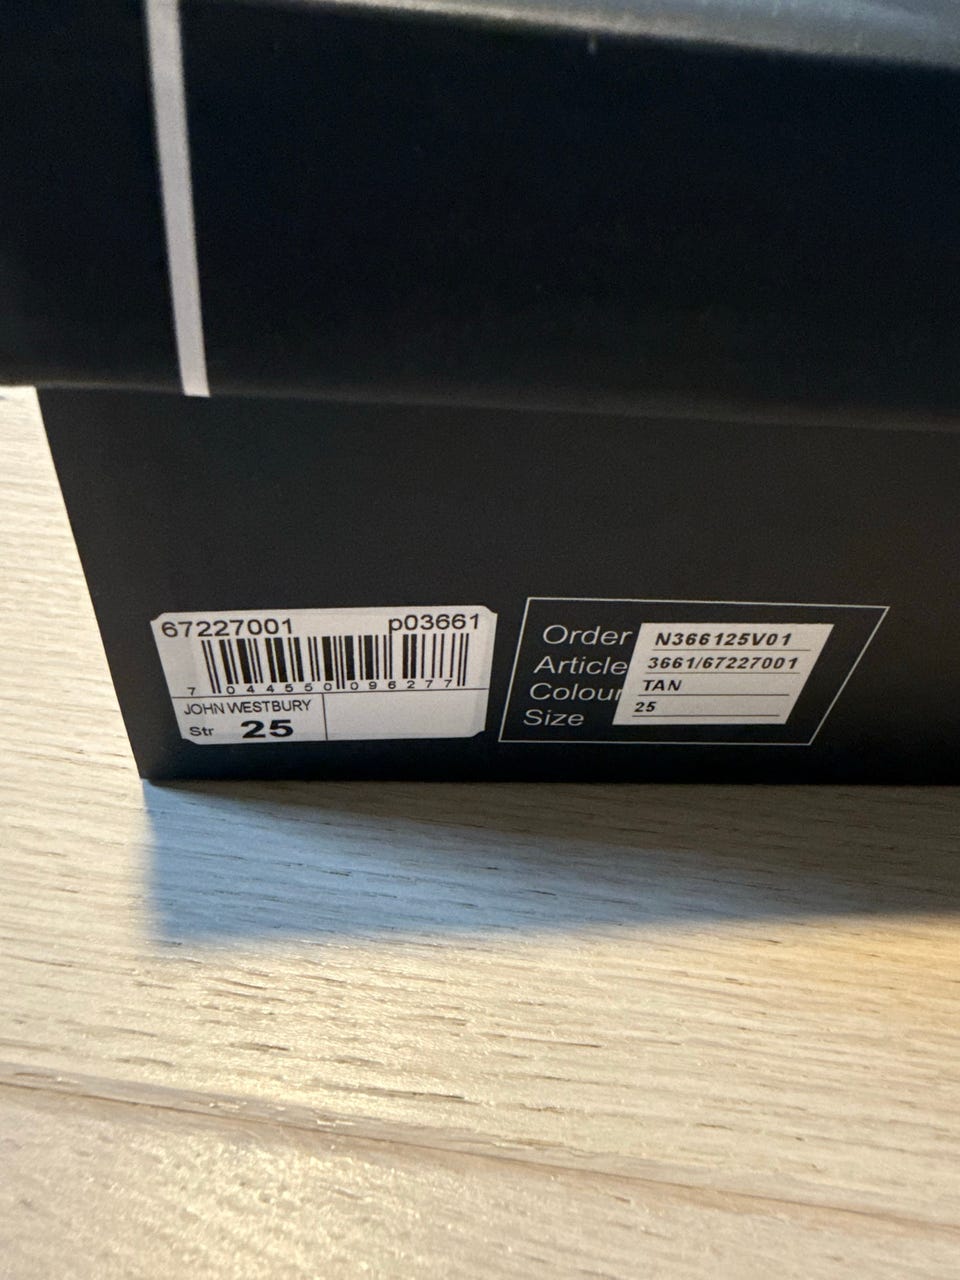 67227001 p03661
7 044550 096277
JOHN WESTBURY
Str 25
Order N366125V01
Article 3661/67227001
Colour TAN
Size 25